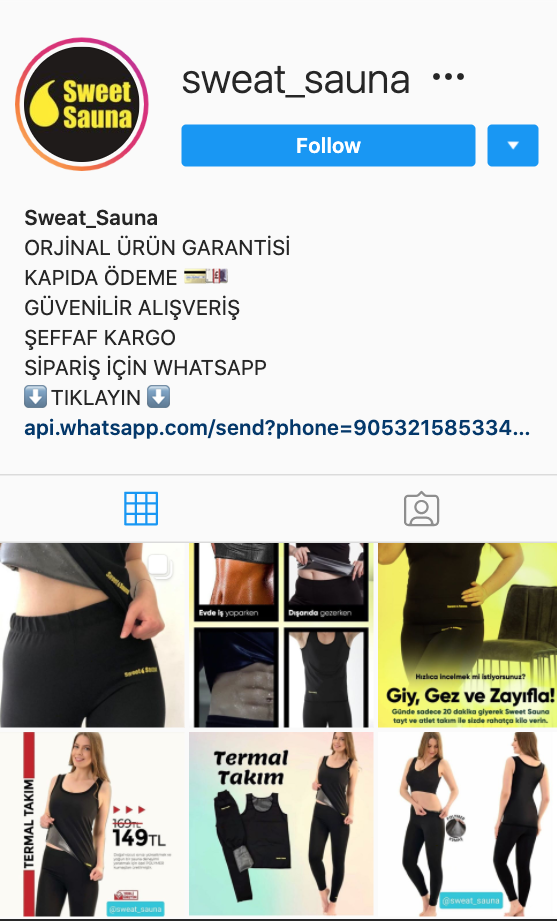 Sweet
Sauna
sweat_sauna
Follow
Sweat_Sauna
ORJİNAL ÜRÜN GARANTİSİ
KAPIDA ÖDEME
GÜVENİLİR ALIŞVERİŞ
ŞEFFAF KARGO
SİPARİŞ İÇİN WHATSAPP
TIKLAYIN
api.whatsapp.com/send?phone=905321585334...
Sweet Sauna
Evde iş yaparken
Dışarıda gezerken
Hızlıca incelmek mi istiyorsunuz?
Giy, Gez ve Zayıfla!
Günde sadece 20 dakika giyerek Sweet Sauna
tayt ve atlet takım ile sizde rahatça kilo verin.
TERMAL TAKIM
169TL
149TL
@sweat_sauna
Termal
Takım
@sweat_sauna